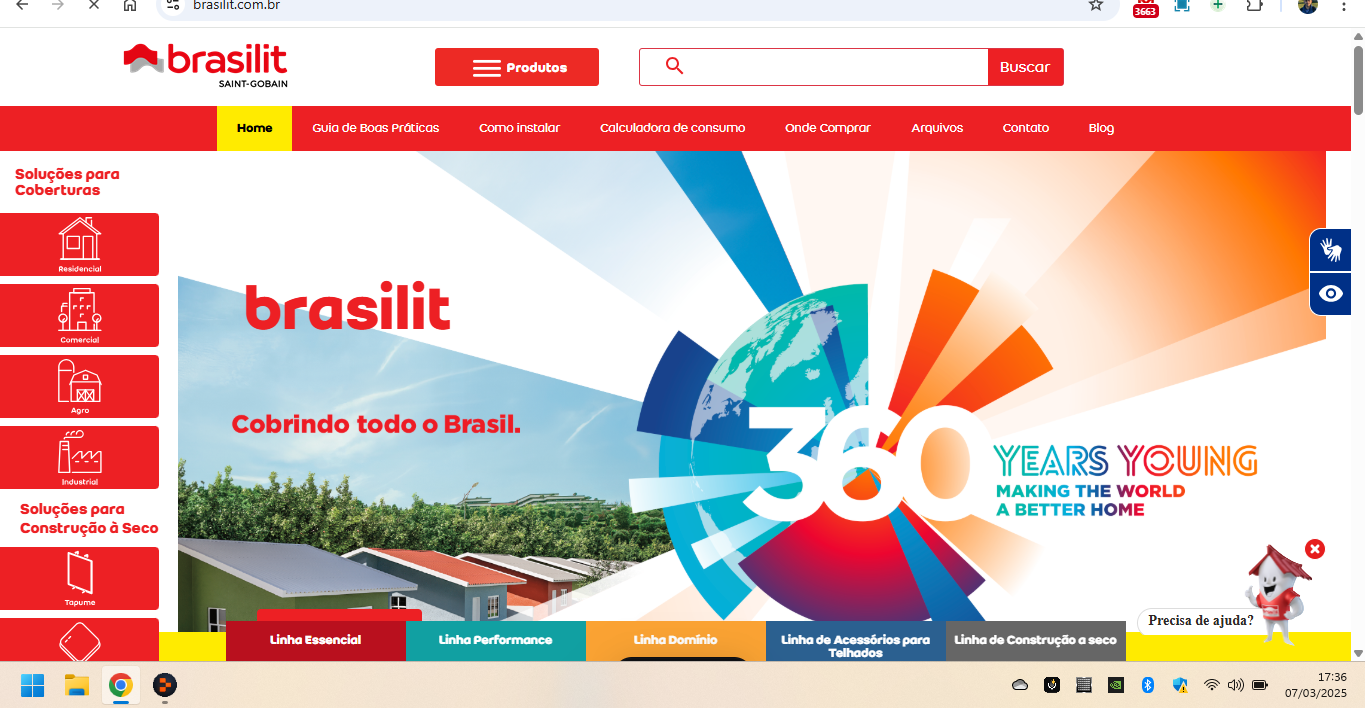 brasilit.com.br
3663
brasilit
SAINT-GOBAIN
Produtos
Buscar
Home
Guia de Boas Práticas
Como instalar
Calculadora de consumo
Onde Comprar
Arquivos
Contato
Blog
Soluções para
Coberturas
Residencial
Comercial
Agro
Industrial
Soluções para
Construção à Seco
Tapume
brasilit
Cobrindo todo o Brasil.
360
YEARS YOUNG
MAKING THE WORLD
A BETTER HOME
Precisa de ajuda?
Linha Essencial
Linha Performance
Linha Domínio
Linha de Acessórios para
Telhados
Linha de Construção a seco
17:36
07/03/2025